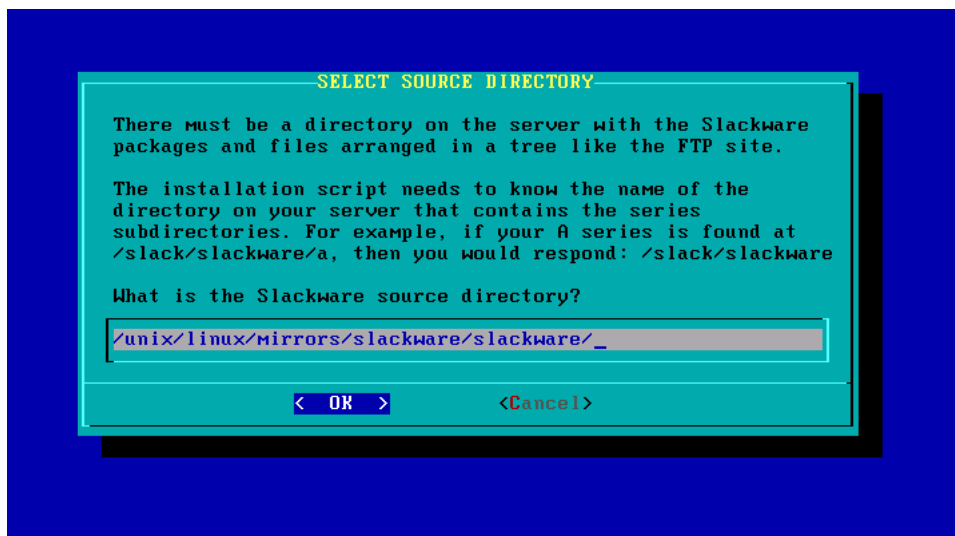 SELECT SOURCE DIRECTORY
There must be a directory on the server with the Slackware
packages and files arranged in a tree like the FTP site.
The installation script needs to know the name of the
directory on your server that contains the series
subdirectories. For example, if your A series is found at
/slack/slackware/a, then you would respond: /slack/slackware
What is the Slackware source directory?
/unix/linux/mirrors/slackware/slackware/_
< OK > <Cancel>